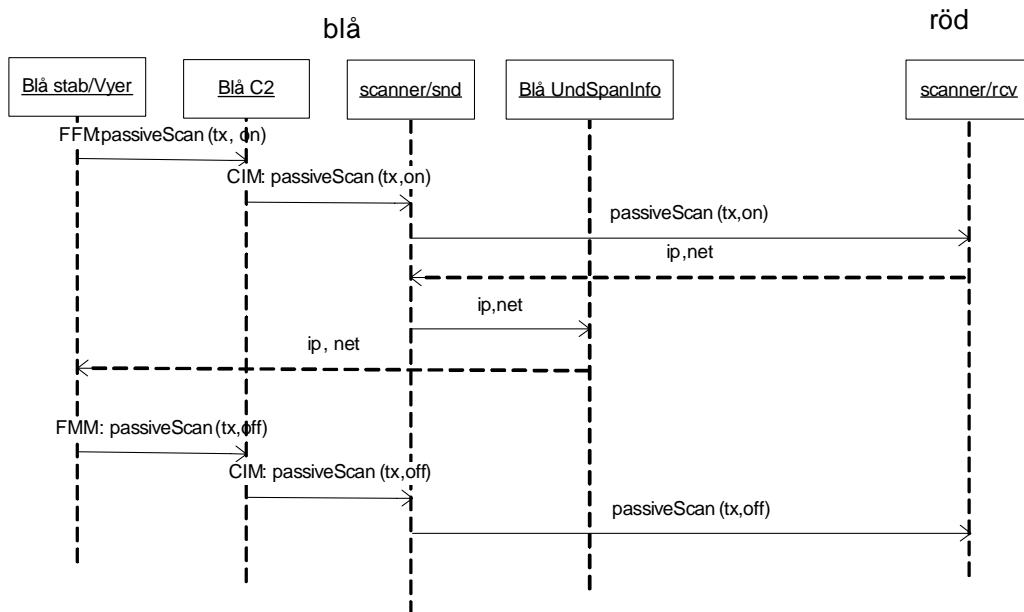 blå
röd
Blå stab/Vyer
Blå C2
scanner/snd
Blå UndSpanInfo
scanner/rcv
FFM:passiveScan (tx, on)
CIM: passiveScan (tx,on)
passiveScan (tx,on)
ip,net
ip,net
ip, net
FMM: passiveScan (tx,off)
CIM: passiveScan (tx,off)
passiveScan (tx,off)